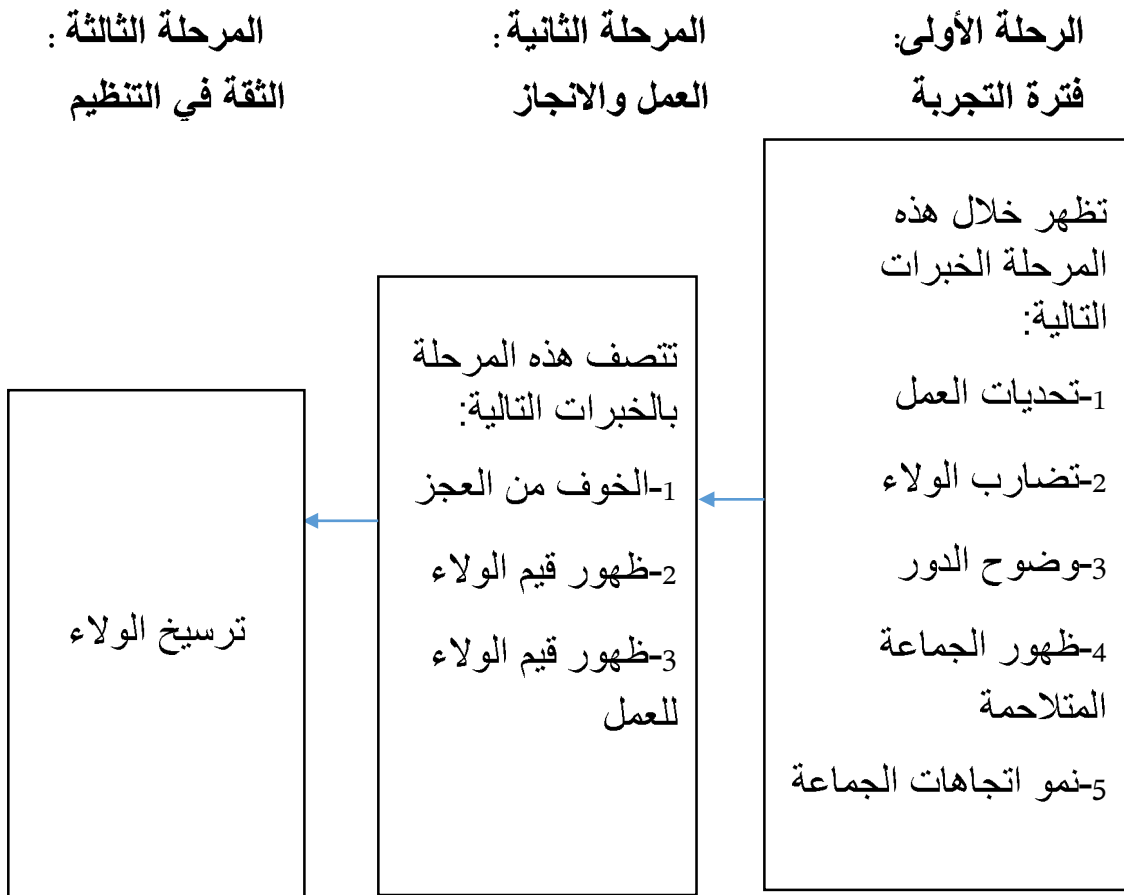 الرحلة الأولى:
فترة التجربة
المرحلة الثانية :
العمل والانجاز
المرحلة الثالثة :
الثقة في التنظيم
تظهر خلال هذه
المرحلة الخبرات
التالية:
1-تحديات العمل
2-تضارب الولاء
3-وضوح الدور
4-ظهور الجماعة
المتلاحمة
5-نمو اتجاهات الجماعة
تتصف هذه المرحلة
بالخبرات التالية:
1-الخوف من العجز
2-ظهور قيم الولاء
3-ظهور قيم الولاء
للعمل
ترسيخ الولاء